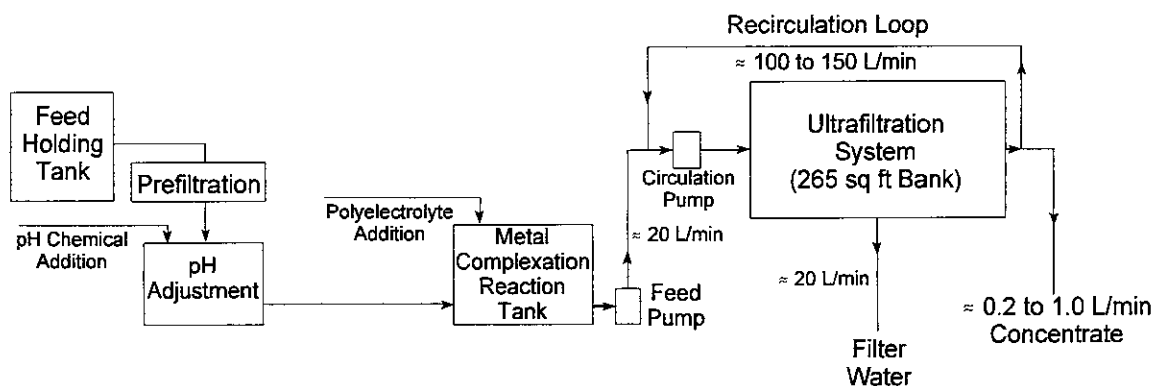 Recirculation Loop
≈ 100 to 150 L/min
Feed
Holding
Tank
Prefiltration
pH Chemical
Addition
pH
Adjustment
Polyelectrolyte
Addition
Metal
Complexation
Reaction
Tank
Feed
Pump
≈ 20 L/min
Circulation
Pump
Ultrafiltration
System
(265 sq ft Bank)
≈ 20 L/min
Filter
Water
≈ 0.2 to 1.0 L/min
Concentrate